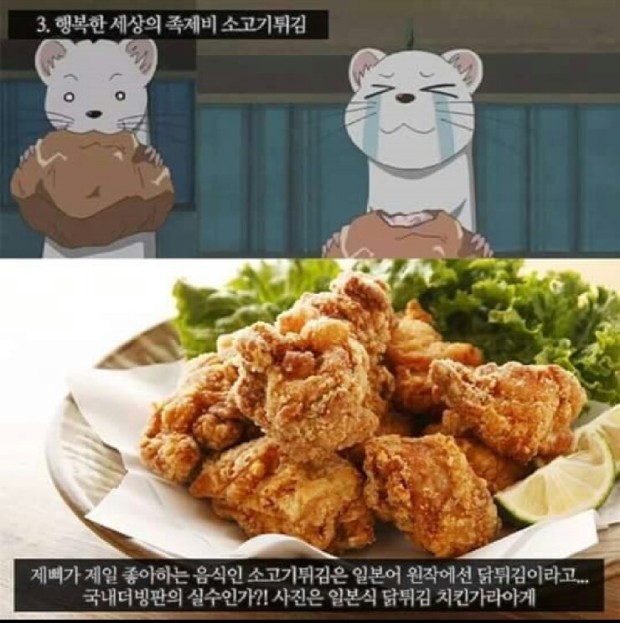 3. 행복한 세상의 족제비 소고기튀김
제뻐가 제일 좋아하는 음식인 소고기튀김은 일본어 원작에선 닭튀김이라고...
국내더빙판의 실수인가?! 사진은 일본식 닭튀김 치킨가라아게